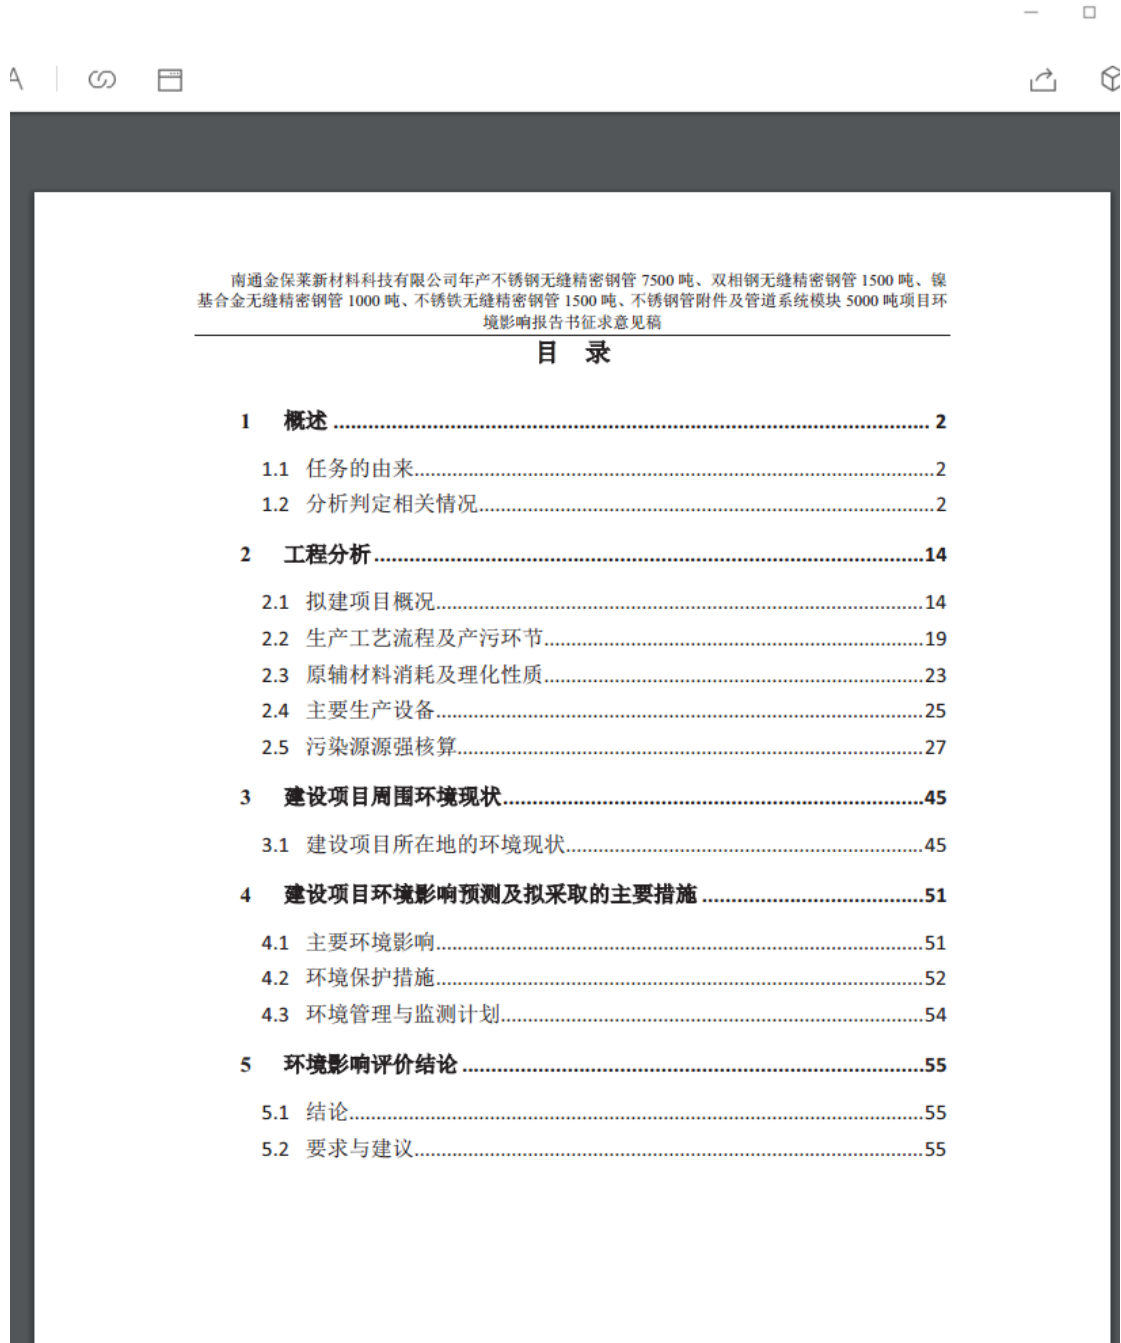 南通金保莱新材料科技有限公司年产不锈钢无缝精密钢管 7500 吨、双相钢无缝精密钢管 1500 吨、镍
基合金无缝精密钢管 1000 吨、不锈铁无缝精密钢管 1500 吨、不锈钢管附件及管道系统模块 5000 吨项目环
境影响报告书征求意见稿
目 录
1 概述 ........ 2
1.1 任务的由来........2
1.2 分析判定相关情况........2
2 工程分析........14
2.1 拟建项目概况........14
2.2 生产工艺流程及产污环节........19
2.3 原辅材料消耗及理化性质........23
2.4 主要生产设备........25
2.5 污染源源强核算........27
3 建设项目周围环境现状........45
3.1 建设项目所在地的环境现状........45
4 建设项目环境影响预测及拟采取的主要措施 ........51
4.1 主要环境影响........51
4.2 环境保护措施........52
4.3 环境管理与监测计划........54
5 环境影响评价结论 ........55
5.1 结论........55
5.2 要求与建议........55